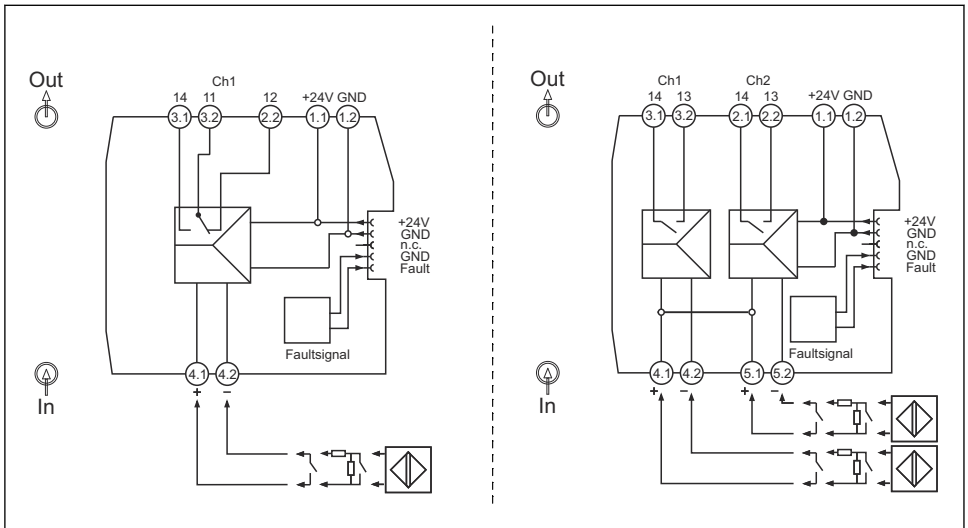 Out
Ch1
14 11 12 +24V GND
3.1 3.2 2.2 1.1 1.2
+24V
GND
n.c.
GND
Fault
Faultsignal
4.1 4.2
+ –
In
Out
Ch1 Ch2
14 13 14 13 +24V GND
3.1 3.2 2.1 2.2 1.1 1.2
+24V
GND
n.c.
GND
Fault
Faultsignal
4.1 4.2 5.1 5.2
+ – + –
In